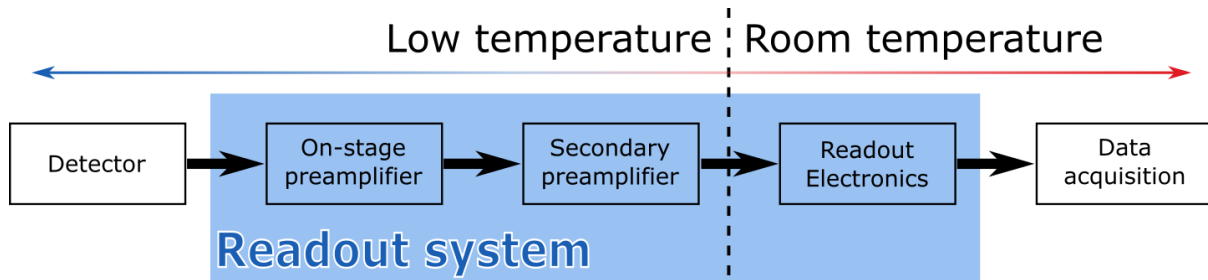 Low temperature Room temperature
Detector
On-stage
preamplifier
Secondary
preamplifier
Readout
Electronics
Data
acquisition
Readout system